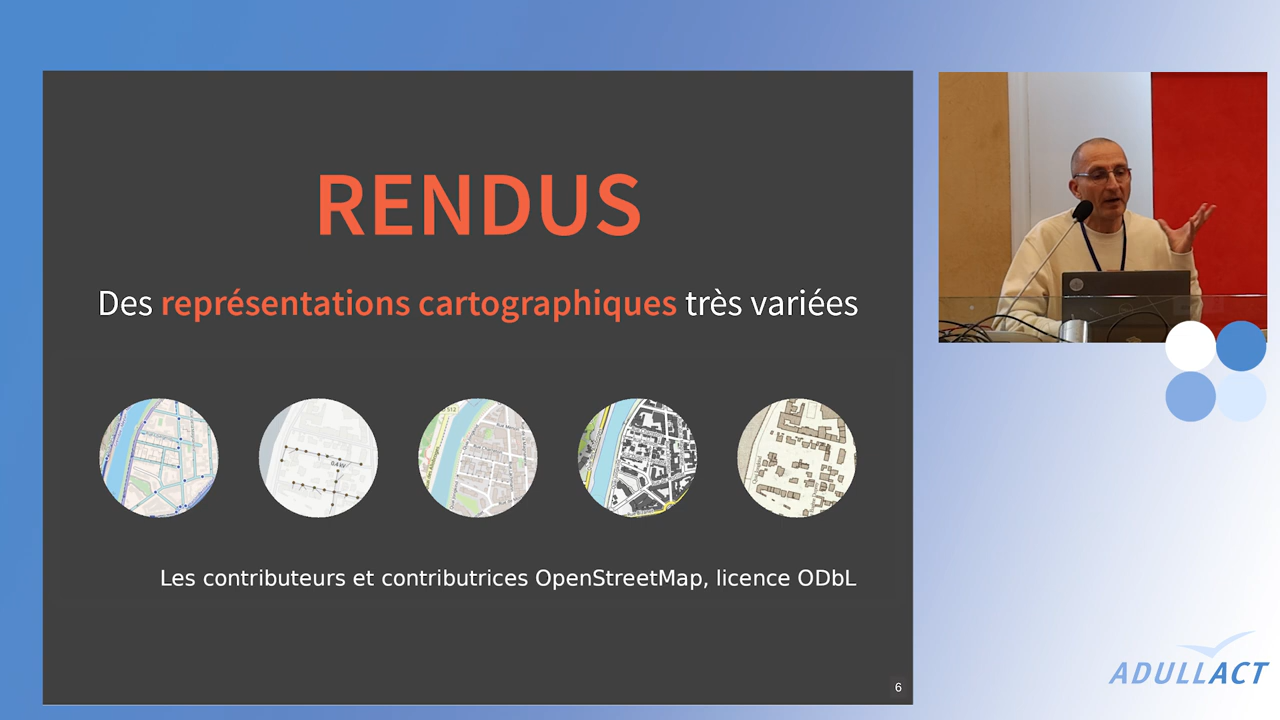 RENDUS
Des représentations cartographiques très variées
Les contributeurs et contributrices OpenStreetMap, licence ODbL
6
ADULLACT